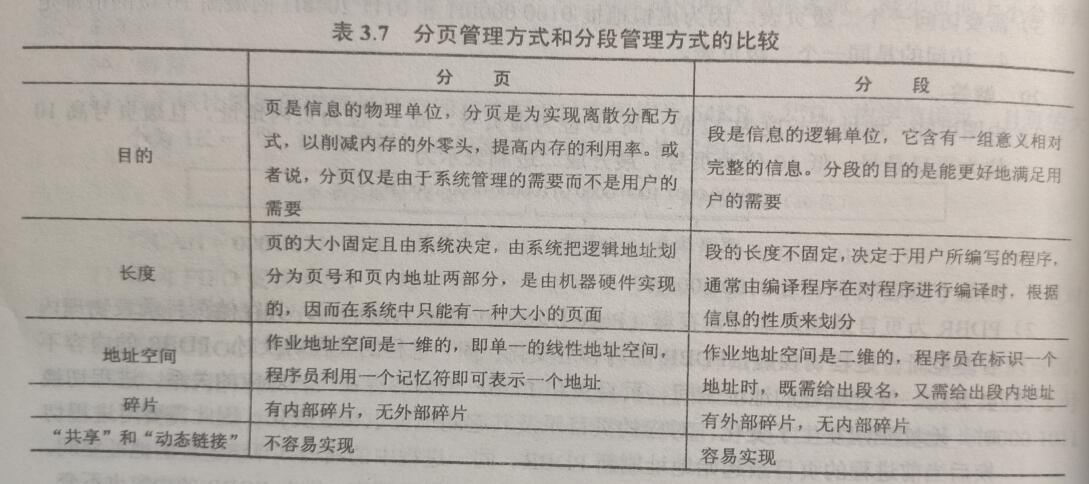 表 3.7 分页管理方式和分段管理方式的比较
分 页
分 段
目的
页是信息的物理单位，分页是为实现离散分配方
式，以削减内存的外零头，提高内存的利用率。或
者说，分页仅是由于系统管理的需要而不是用户的
需要
段是信息的逻辑单位，它含有一组意义相对
完整的信息。分段的目的是能更好地满足用
户的需要
长度
页的大小固定且由系统决定，由系统把逻辑地址划
分为页号和页内地址两部分，是由机器硬件实现
的，因而在系统中只能有一种大小的页面
段的长度不固定，决定于用户所编写的程序，
通常由编译程序在对程序进行编译时，根据
信息的性质来划分
地址空间
作业地址空间是一维的，即单一的线性地址空间，
程序员利用一个记忆符即可表示一个地址
作业地址空间是二维的，程序员在标识一个
地址时，既需给出段名，又需给出段内地址
碎片
有内部碎片，无外部碎片
有外部碎片，无内部碎片
“共享”和“动态链接”
不容易实现
容易实现